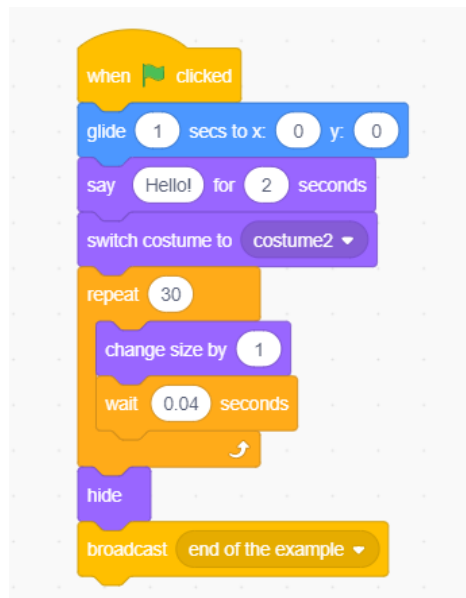 when clicked
glide 1 secs to x: 0 y: 0
say Hello! for 2 seconds
switch costume to costume2
repeat 30
change size by 1
wait 0.04 seconds
hide
broadcast end of the example